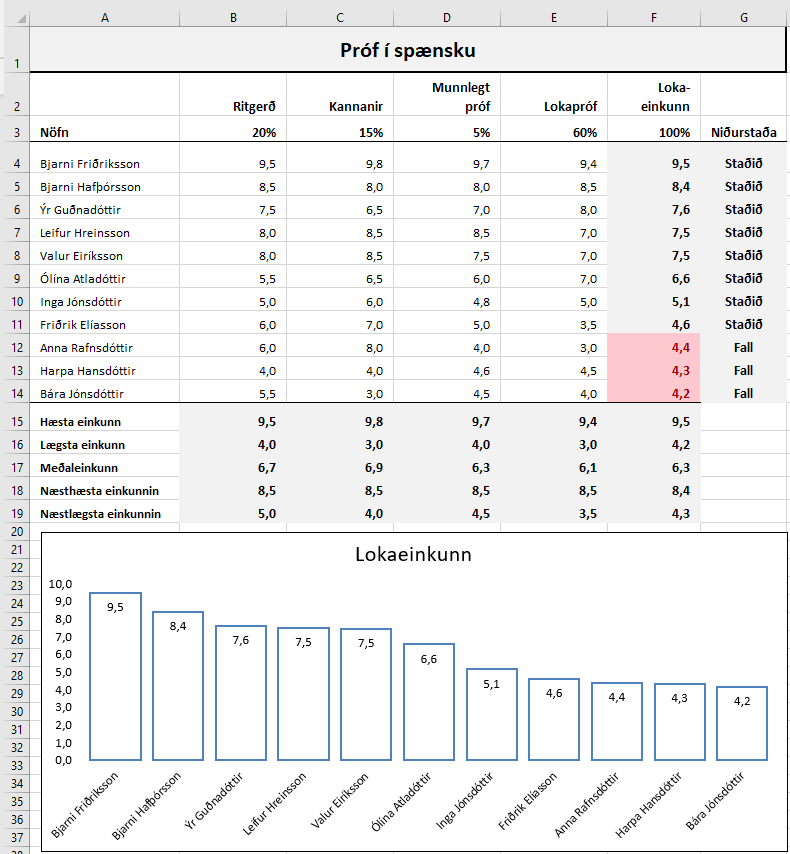 A B C D E F G
1 Próf í spænsku
Munnlegt Loka-
2 Ritgerð Kannanir próf Lokapróf einkunn
3 Nöfn 20% 15% 5% 60% 100% Niðurstaða
4 Bjarni Friðriksson 9,5 9,8 9,7 9,4 9,5 Staðið
5 Bjarni Hafþórsson 8,5 8,0 8,0 8,5 8,4 Staðið
6 Ýr Guðnadóttir 7,5 6,5 7,0 8,0 7,6 Staðið
7 Leifur Hreinsson 8,0 8,5 8,5 7,0 7,5 Staðið
8 Valur Eiríksson 8,0 8,5 7,5 7,0 7,5 Staðið
9 Ólína Atladóttir 5,5 6,5 6,0 7,0 6,6 Staðið
10 Inga Jónsdóttir 5,0 6,0 4,8 5,0 5,1 Staðið
11 Friðrik Elíasson 6,0 7,0 5,0 3,5 4,6 Staðið
12 Anna Rafnsdóttir 6,0 8,0 4,0 3,0 4,4 Fall
13 Harpa Hansdóttir 4,0 4,0 4,6 4,5 4,3 Fall
14 Bára Jónsdóttir 5,5 3,0 4,5 4,0 4,2 Fall
15 Hæsta einkunn 9,5 9,8 9,7 9,4 9,5
16 Lægsta einkunn 4,0 3,0 4,0 3,0 4,2
17 Meðaleinkunn 6,7 6,9 6,3 6,1 6,3
18 Næsthæsta einkunnin 8,5 8,5 8,5 8,5 8,4
19 Næstlægsta einkunnin 5,0 4,0 4,5 3,5 4,3
20
21
22
23
24
25
26
27
28
29
30
31
32
33
34
35
36
37
38
Lokaeinkunn
10,0
9,0
8,0
7,0
6,0
5,0
4,0
3,0
2,0
1,0
0,0
9,5 8,4 7,6 7,5 7,5 6,6 5,1 4,6 4,4 4,3 4,2
Bjarni Friðriksson
Bjarni Hafþórsson
Ýr Guðnadóttir
Leifur Hreinsson
Valur Eiríksson
Ólína Atladóttir
Inga Jónsdóttir
Friðrik Elíasson
Anna Rafnsdóttir
Harpa Hansdóttir
Bára Jónsdóttir